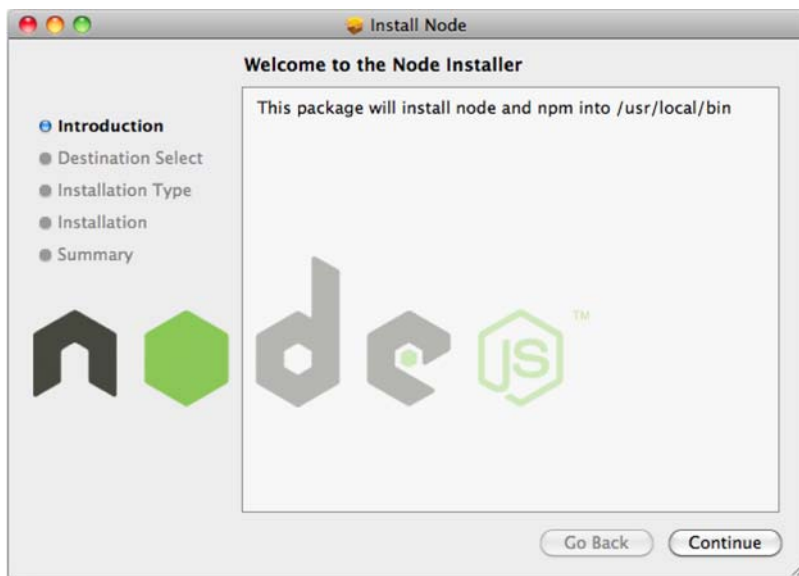 Install Node
Welcome to the Node Installer
This package will install node and npm into /usr/local/bin
Introduction
Destination Select
Installation Type
Installation
Summary
node
JS
TM
Go Back
Continue